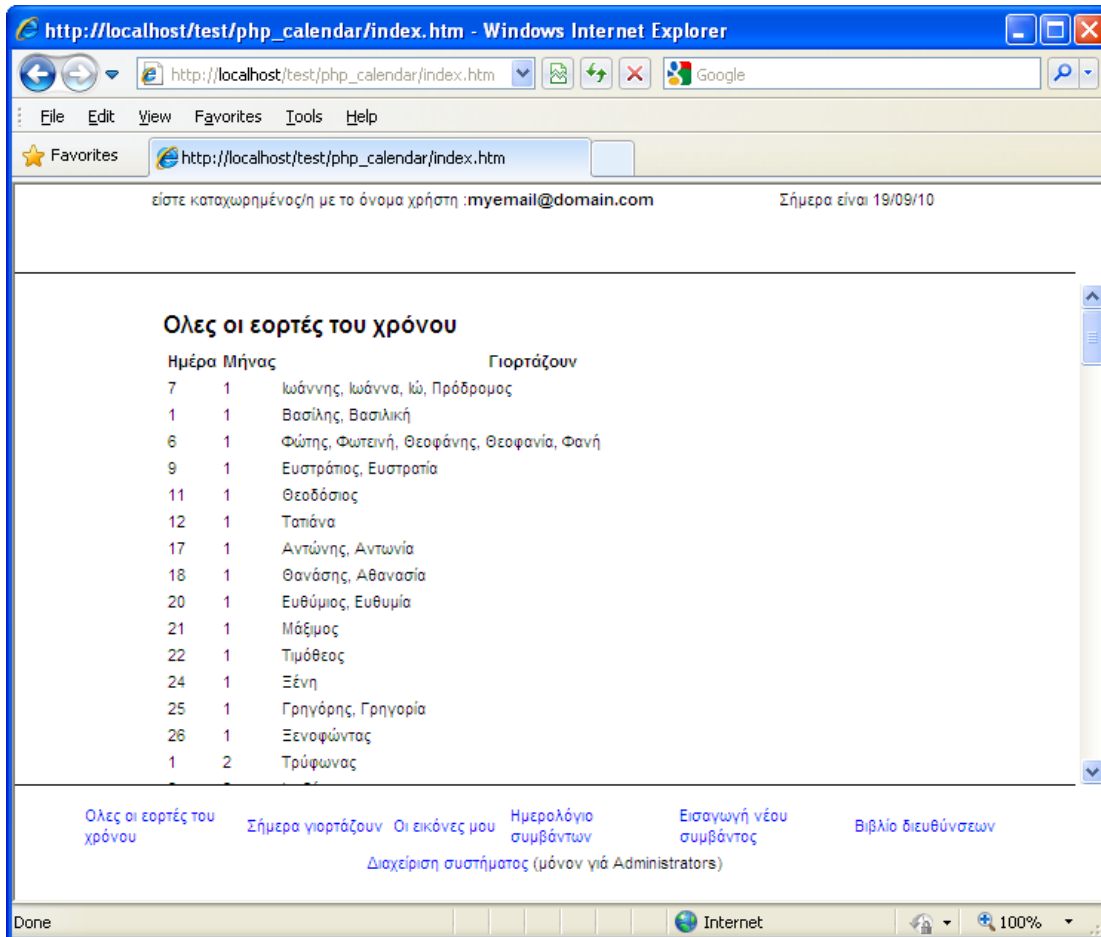 http://localhost/test/php_calendar/index.htm - Windows Internet Explorer
http://localhost/test/php_calendar/index.htm Google
File Edit View Favorites Tools Help
Favorites http://localhost/test/php_calendar/index.htm
είστε καταχωρημένος/η με το όνομα χρήστη :myemail@domain.com Σήμερα είναι 19/09/10
Ολες οι εορτές του χρόνου
Ημέρα Μήνας Γιορτάζουν
7 1 Ιωάννης, Ιωάννα, Ιώ, Πρόδρομος
1 1 Βασίλης, Βασιλική
6 1 Φώτης, Φωτεινή, Θεοφάνης, Θεοφανία, Φανή
9 1 Ευστράτιος, Ευστρατία
11 1 Θεοδόσιος
12 1 Τατιάνα
17 1 Αντώνης, Αντωνία
18 1 Θανάσης, Αθανασία
20 1 Ευθύμιος, Ευθυμία
21 1 Μάξιμος
22 1 Τιμόθεος
24 1 Ξένη
25 1 Γρηγόρης, Γρηγορία
26 1 Ξενοφώντας
1 2 Τρύφωνας
Ολες οι εορτές του χρόνου Σήμερα γιορτάζουν Οι εικόνες μου Ημερολόγιο συμβάντων Εισαγωγή νέου συμβάντος Βιβλίο διευθύνσεων
Διαχείριση συστήματος (μόνον γιά Administrators)
Done Internet 100%